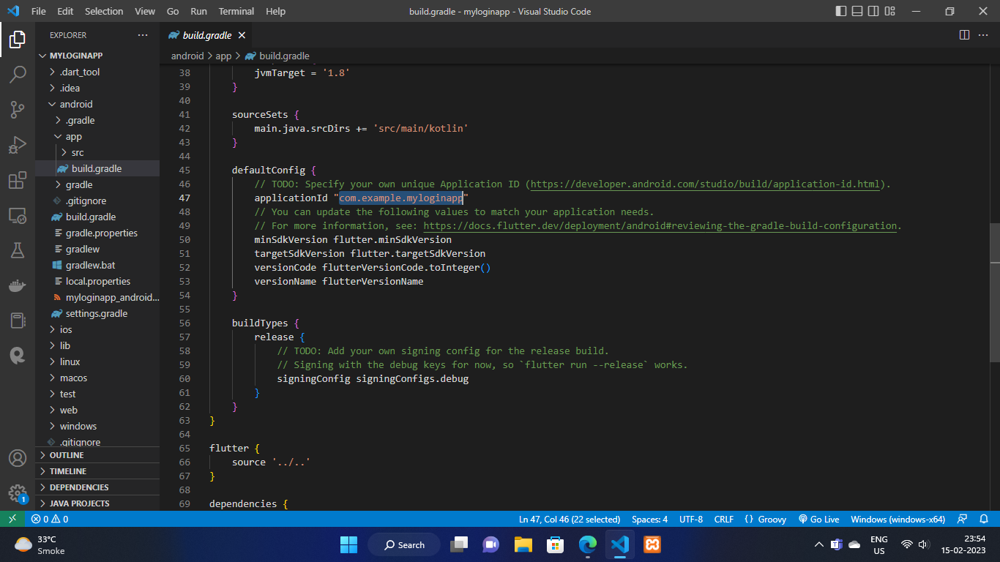 File Edit Selection View Go Run Terminal Help
build.gradle - myloginapp - Visual Studio Code
EXPLORER
MYLOGINAPP
.dart_tool
.idea
android
.gradle
app
src
build.gradle
gradle
.gitignore
build.gradle
gradle.properties
gradlew
gradlew.bat
local.properties
myloginapp_android...
settings.gradle
ios
lib
linux
macos
test
web
windows
.gitignore
OUTLINE
TIMELINE
DEPENDENCIES
JAVA PROJECTS
build.gradle
android > app > build.gradle
38 jvmTarget = '1.8'
39 }
40
41 sourceSets {
42 main.java.srcDirs += 'src/main/kotlin'
43 }
44
45 defaultConfig {
46 // TODO: Specify your own unique Application ID (https://developer.android.com/studio/build/application-id.html).
47 applicationId "com.example.myloginapp"
48 // You can update the following values to match your application needs.
49 // For more information, see: https://docs.flutter.dev/deployment/android#reviewing-the-gradle-build-configuration.
50 minSdkVersion flutter.minSdkVersion
51 targetSdkVersion flutter.targetSdkVersion
52 versionCode flutterVersionCode.toInteger()
53 versionName flutterVersionName
54 }
55
56 buildTypes {
57 release {
58 // TODO: Add your own signing config for the release build.
59 // Signing with the debug keys for now, so `flutter run --release` works.
60 signingConfig signingConfigs.debug
61 }
62 }
63 }
64
65 flutter {
66 source '../..'
67 }
68
69 dependencies {
1
0 0
Ln 47, Col 46 (22 selected) Spaces: 4 UTF-8 CRLF {} Groovy Go Live Windows (windows-x64)
33°C
Smoke
Search
ENG
US
23:54
15-02-2023